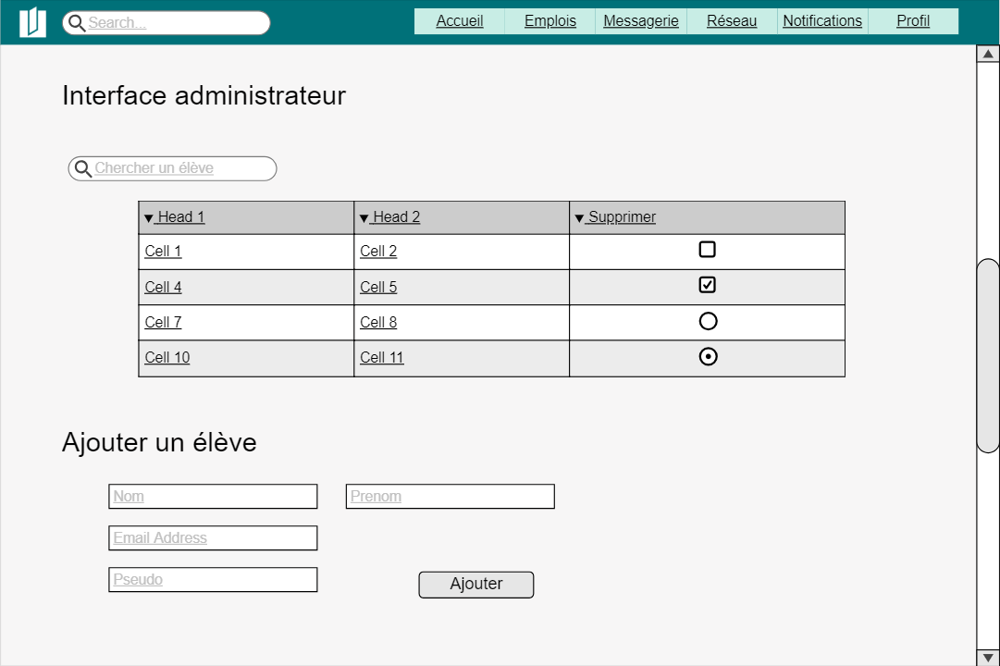 Search...
Accueil Emplois Messagerie Réseau Notifications Profil
Interface administrateur
Chercher un élève
Head 1 Head 2 Supprimer
Cell 1 Cell 2
Cell 4 Cell 5
Cell 7 Cell 8
Cell 10 Cell 11
Ajouter un élève
Nom Prenom
Email Address
Pseudo
Ajouter